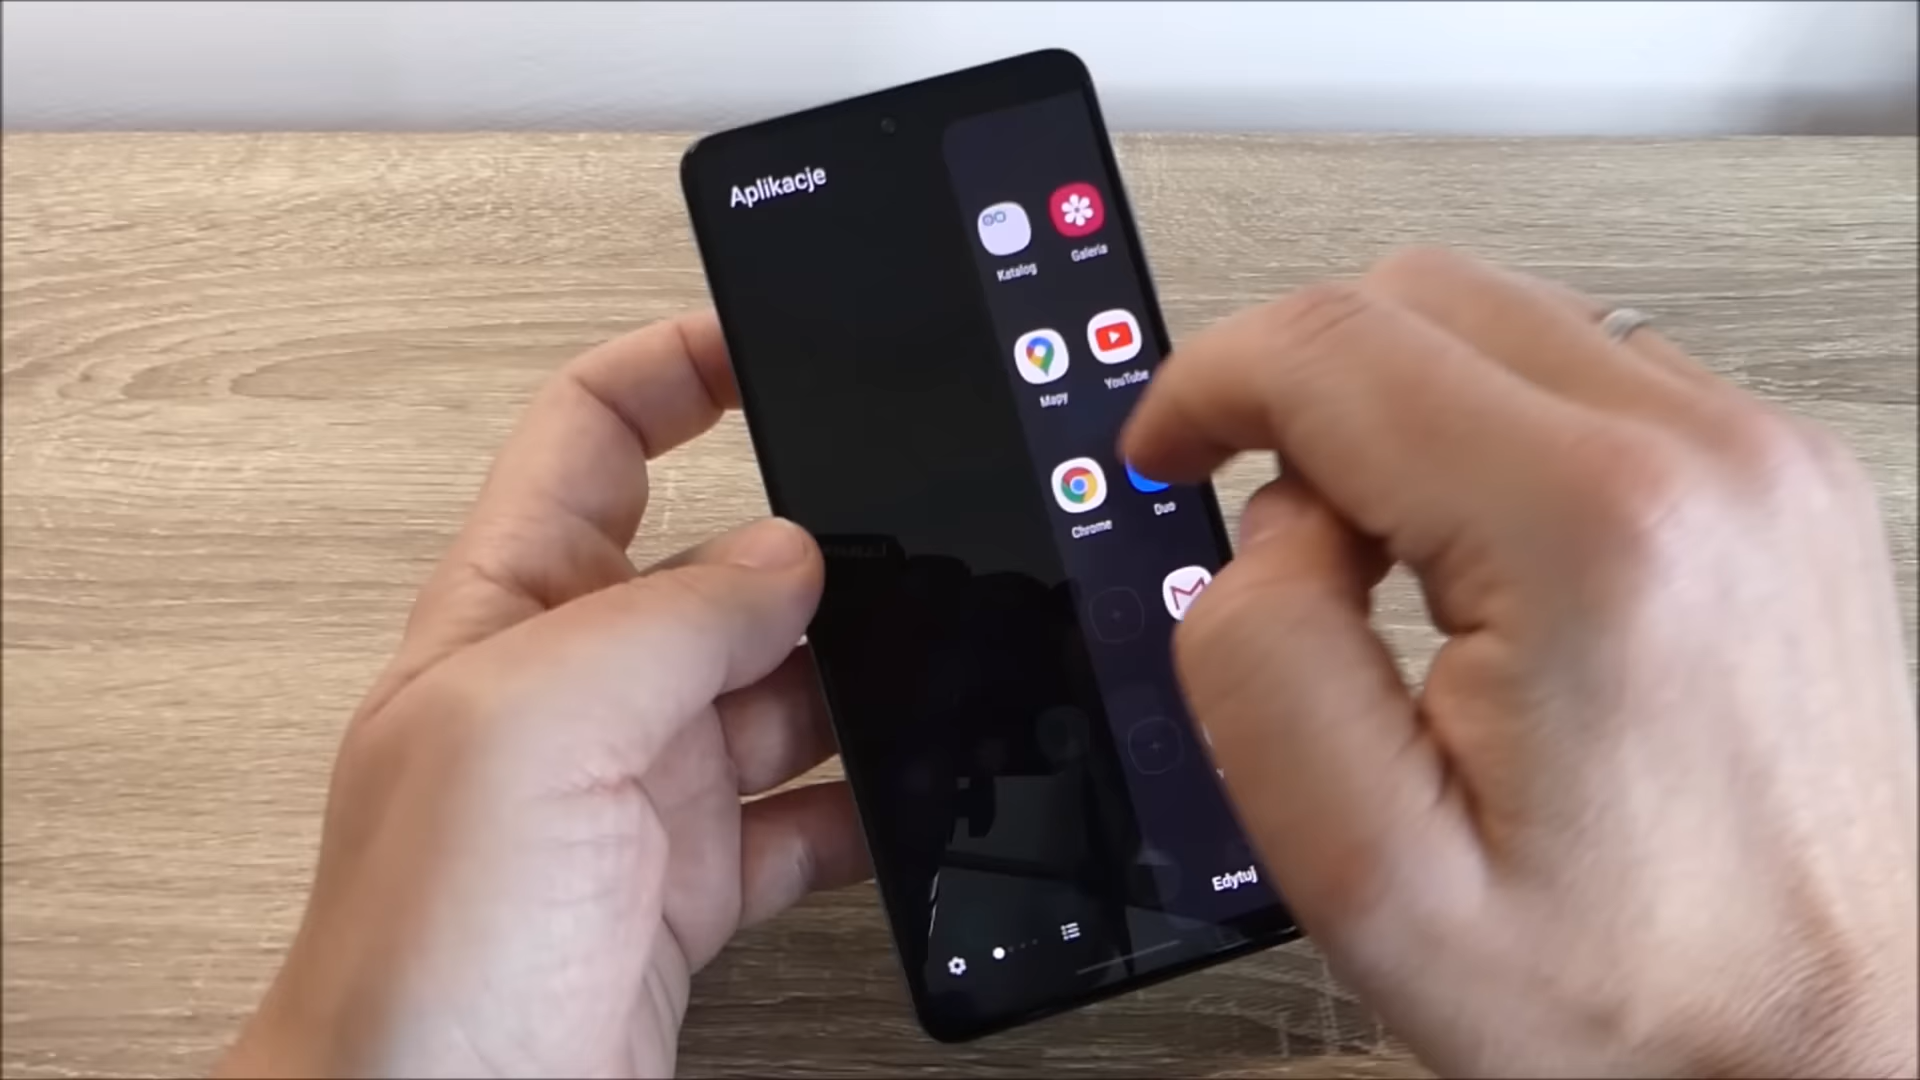 Aplikacje
Katalog
Galeria
Mapy
YouTube
Chrome
Duo
Edytuj